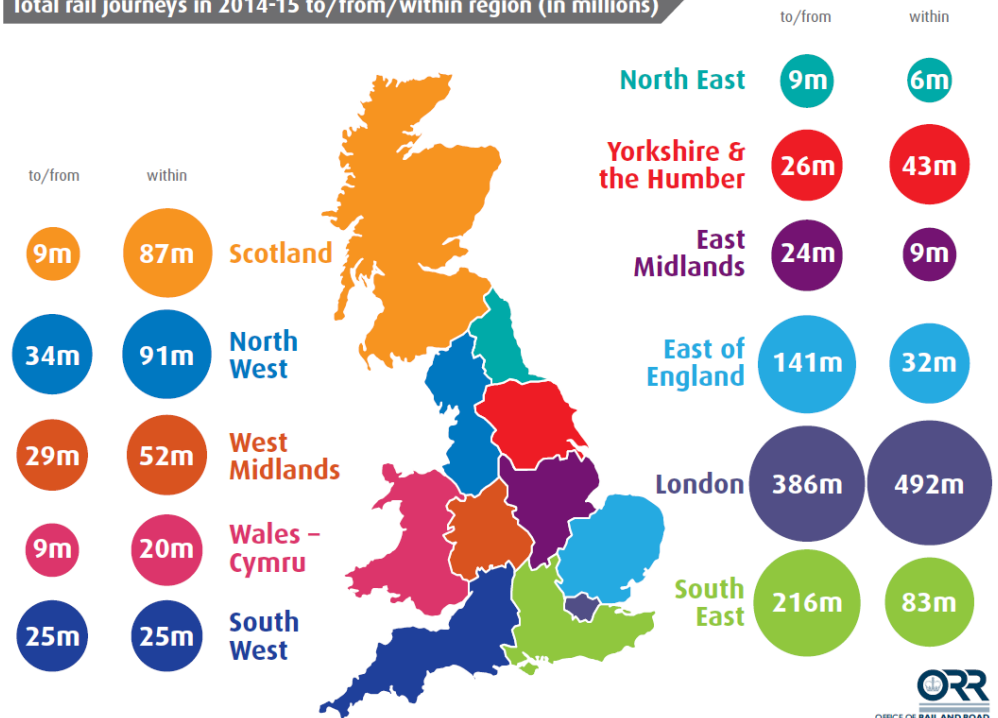 Total rail journeys in 2014-15 to/from/within region (in millions)
to/from within
Scotland
9m 87m
North
West
34m 91m
West
Midlands
29m 52m
Wales –
Cymru
9m 20m
South
West
25m 25m
to/from within
North East
9m 6m
Yorkshire &
the Humber
26m 43m
East
Midlands
24m 9m
East of
England
141m 32m
London
386m 492m
South
East
216m 83m
ORR
OFFICE OF RAIL AND ROAD